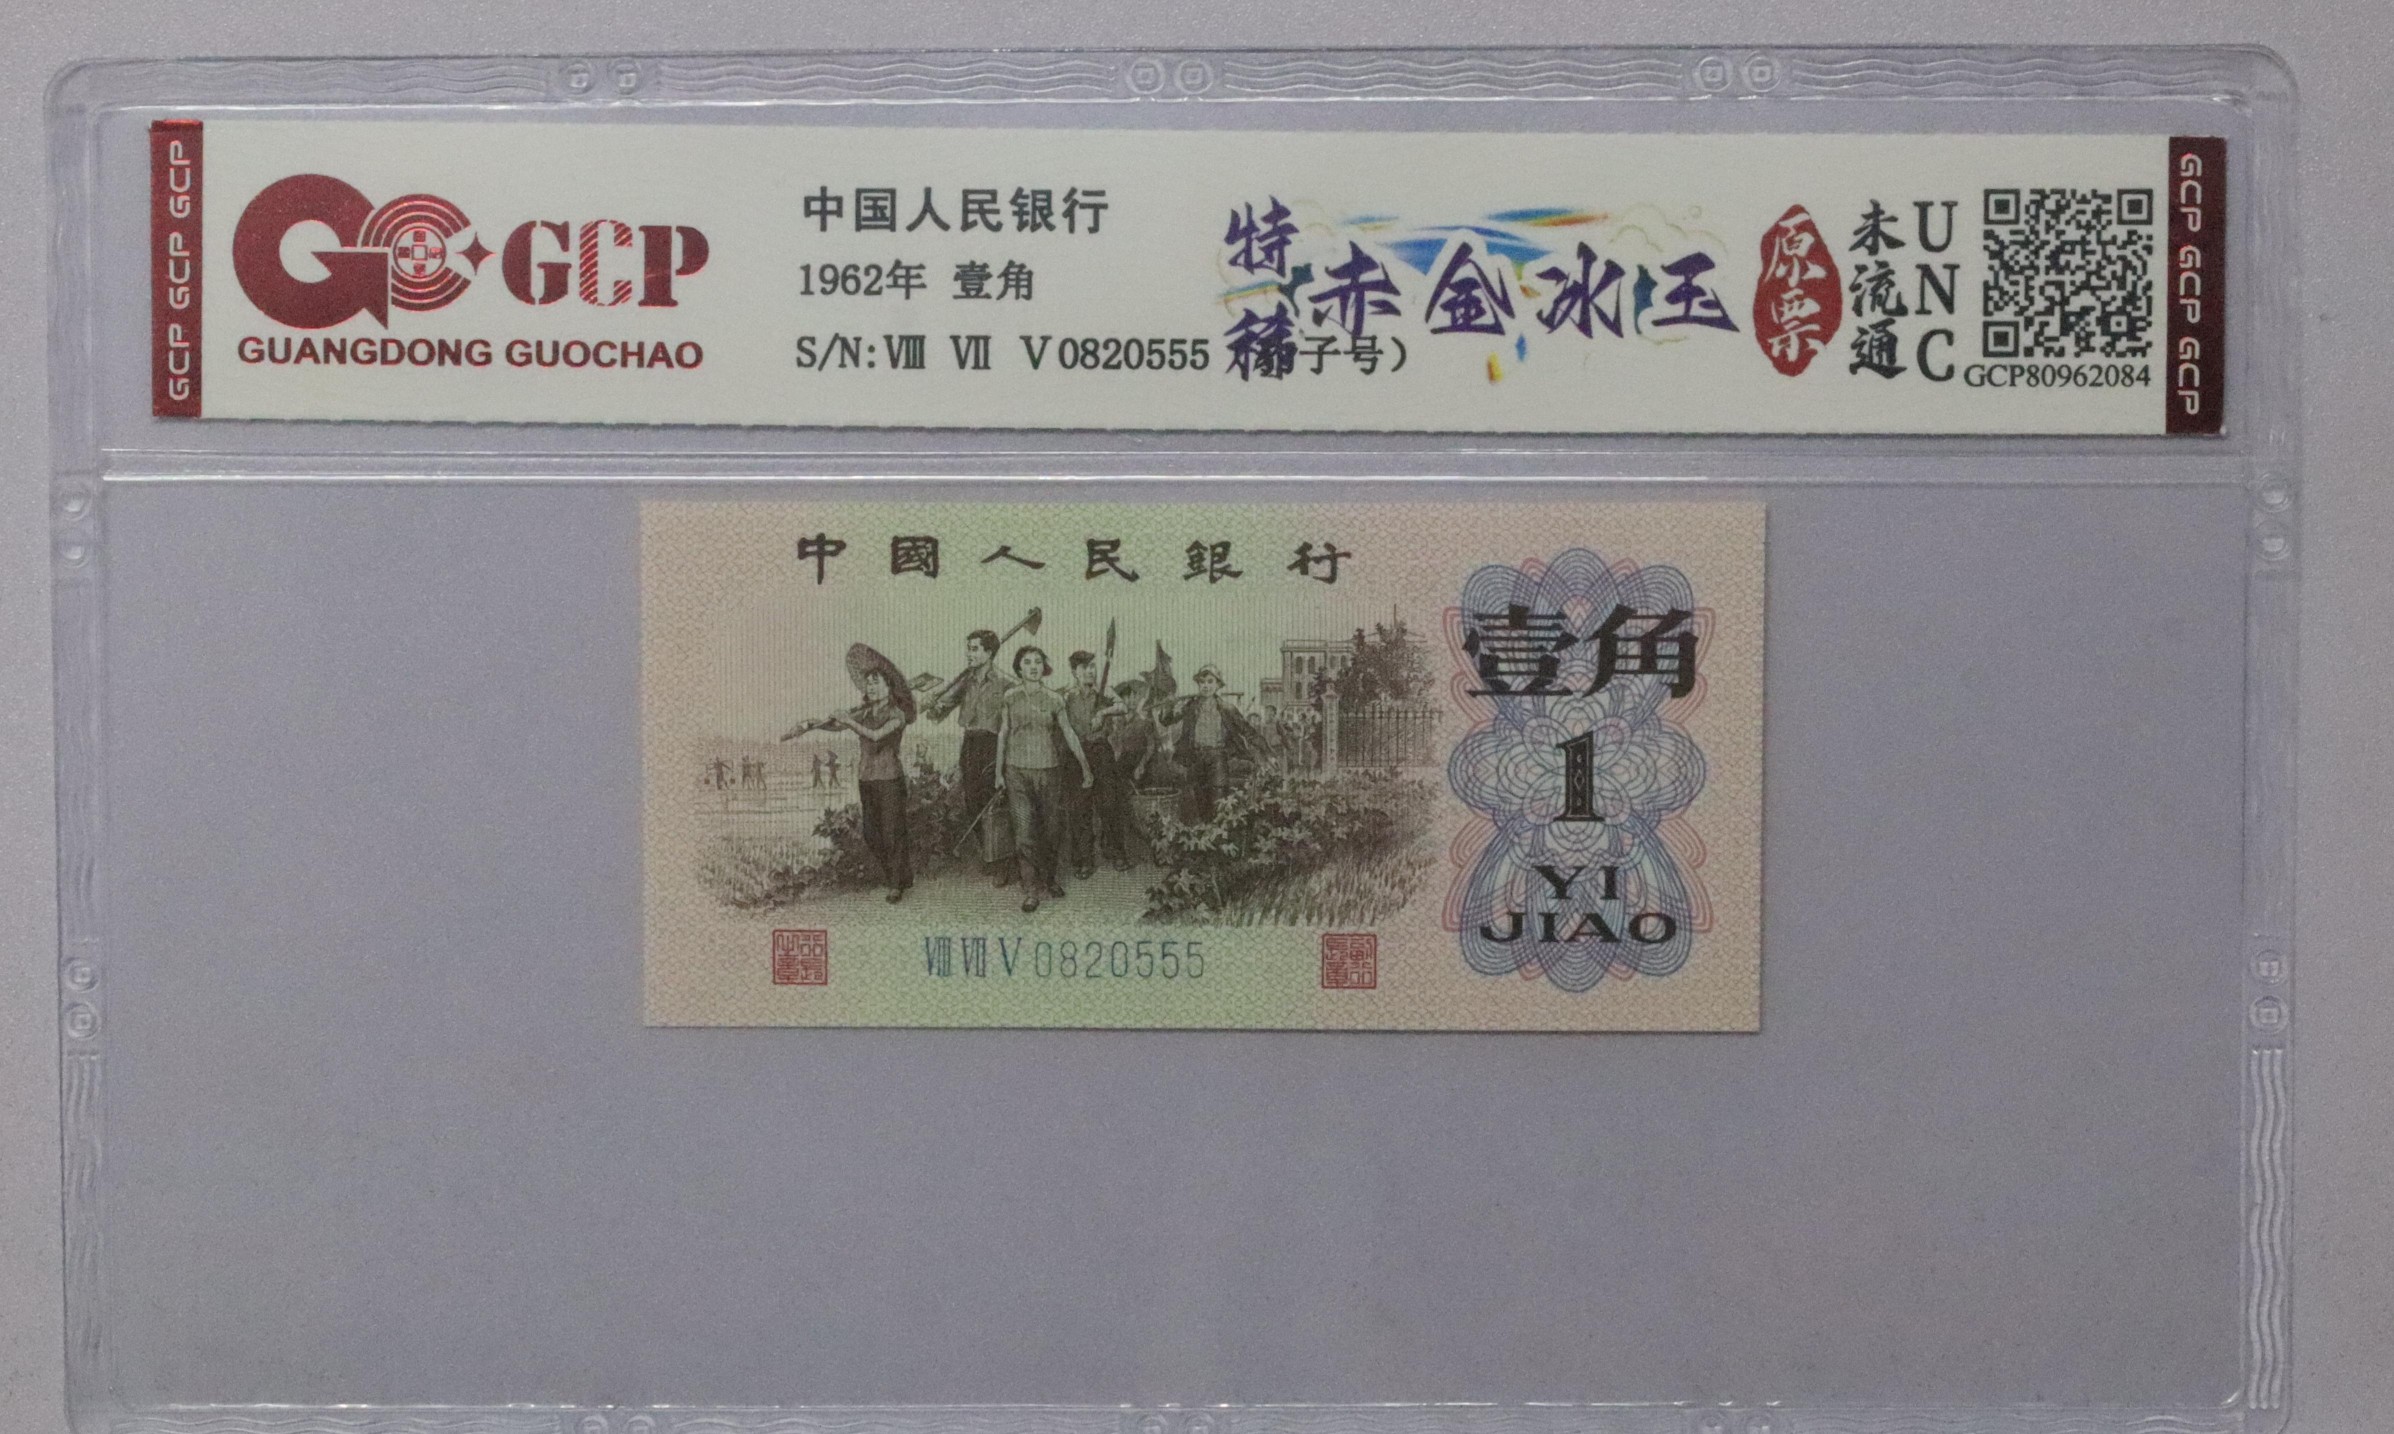 GCP GCP GCP
GCP
GUANGDONG GUOCHAO
中国人民银行
1962年 壹角
S/N: Ⅷ Ⅶ Ⅴ 0820555
子号）
特稀
赤金冰玉
原票
未流通
UNC
GCP80962084
GCP GCP GCP
中國人民銀行
壹角
1
YI
JIAO
Ⅷ Ⅶ Ⅴ 0820555